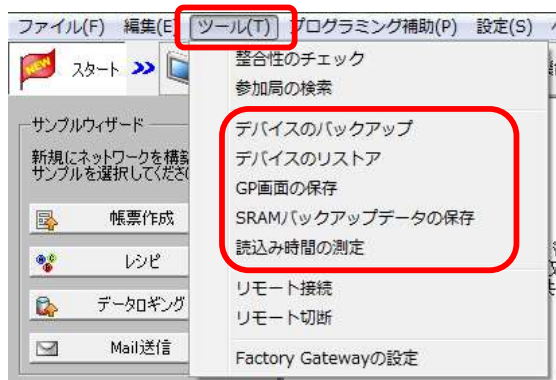 ファイル(F) 編集(E) ツール(T) プログラミング補助(P) 設定(S)
NEW スタート
整合性のチェック
参加局の検索
デバイスのバックアップ
デバイスのリストア
GP画面の保存
SRAMバックアップデータの保存
読込み時間の測定
リモート接続
リモート切断
Factory Gatewayの設定
サンプルウィザード
新規にネットワークを構築
サンプルを選択してくださ
帳票作成
レシピ
データロギング
Mail送信